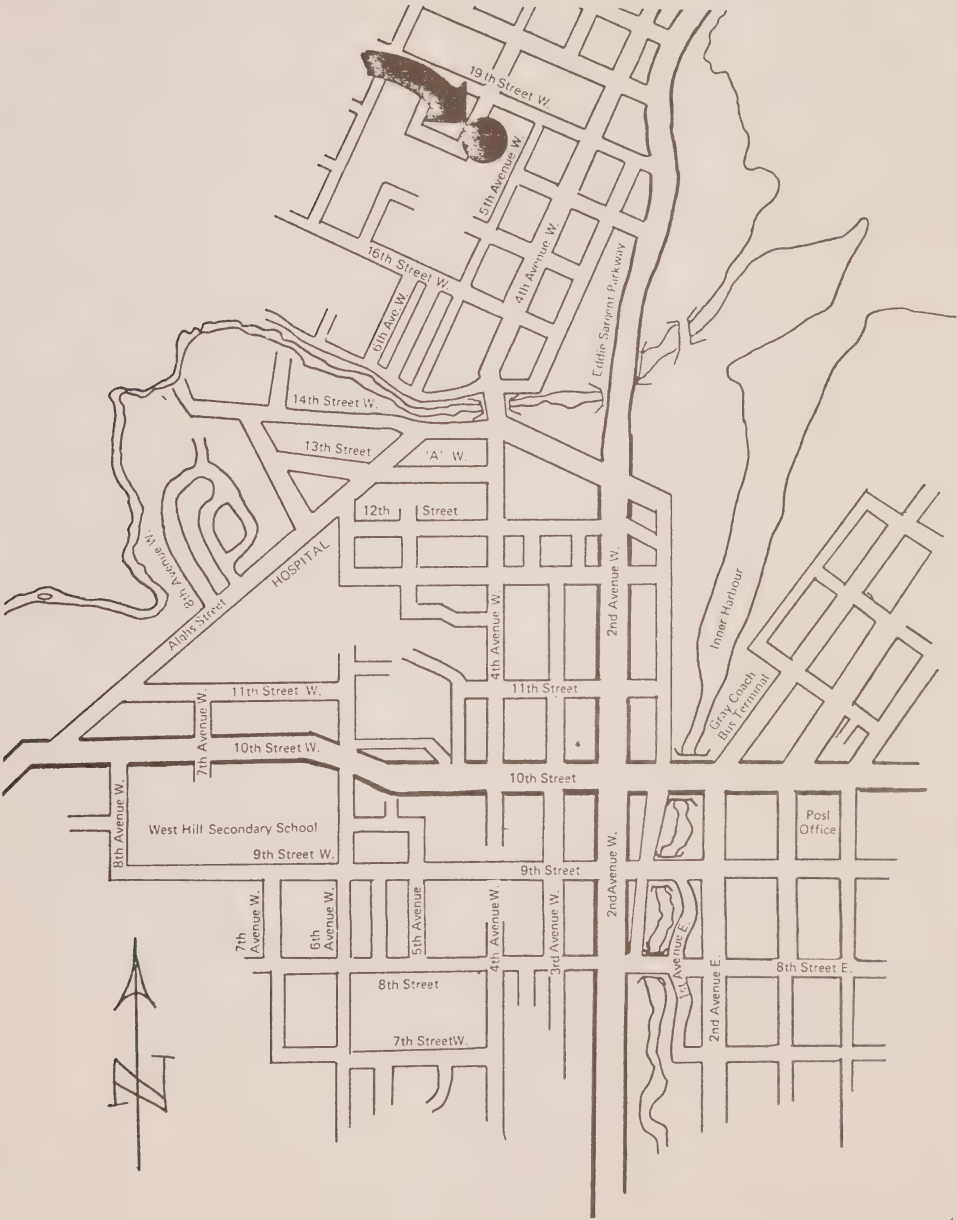 19th Street W.
5th Avenue W.
16th Street W.
4th Avenue W.
6th Ave. W.
Eddie Sargent Parkway
14th Street W.
13th Street
'A' W.
12th Street
HOSPITAL
8th Avenue W.
Street
2nd Avenue W.
4th Avenue W.
Inner Harbour
Gray Coach
Bus Terminal
11th Street W.
11th Street
7th Avenue W.
10th Street W.
10th Street
8th Avenue W.
West Hill Secondary School
Post
Office
9th Street W.
9th Street
2nd Avenue W.
7th
Avenue W.
6th
Avenue W.
5th Avenue
4th Avenue W.
3rd Avenue W.
1st Avenue E.
2nd Avenue E.
8th Street E.
8th Street
7th Street W.
N